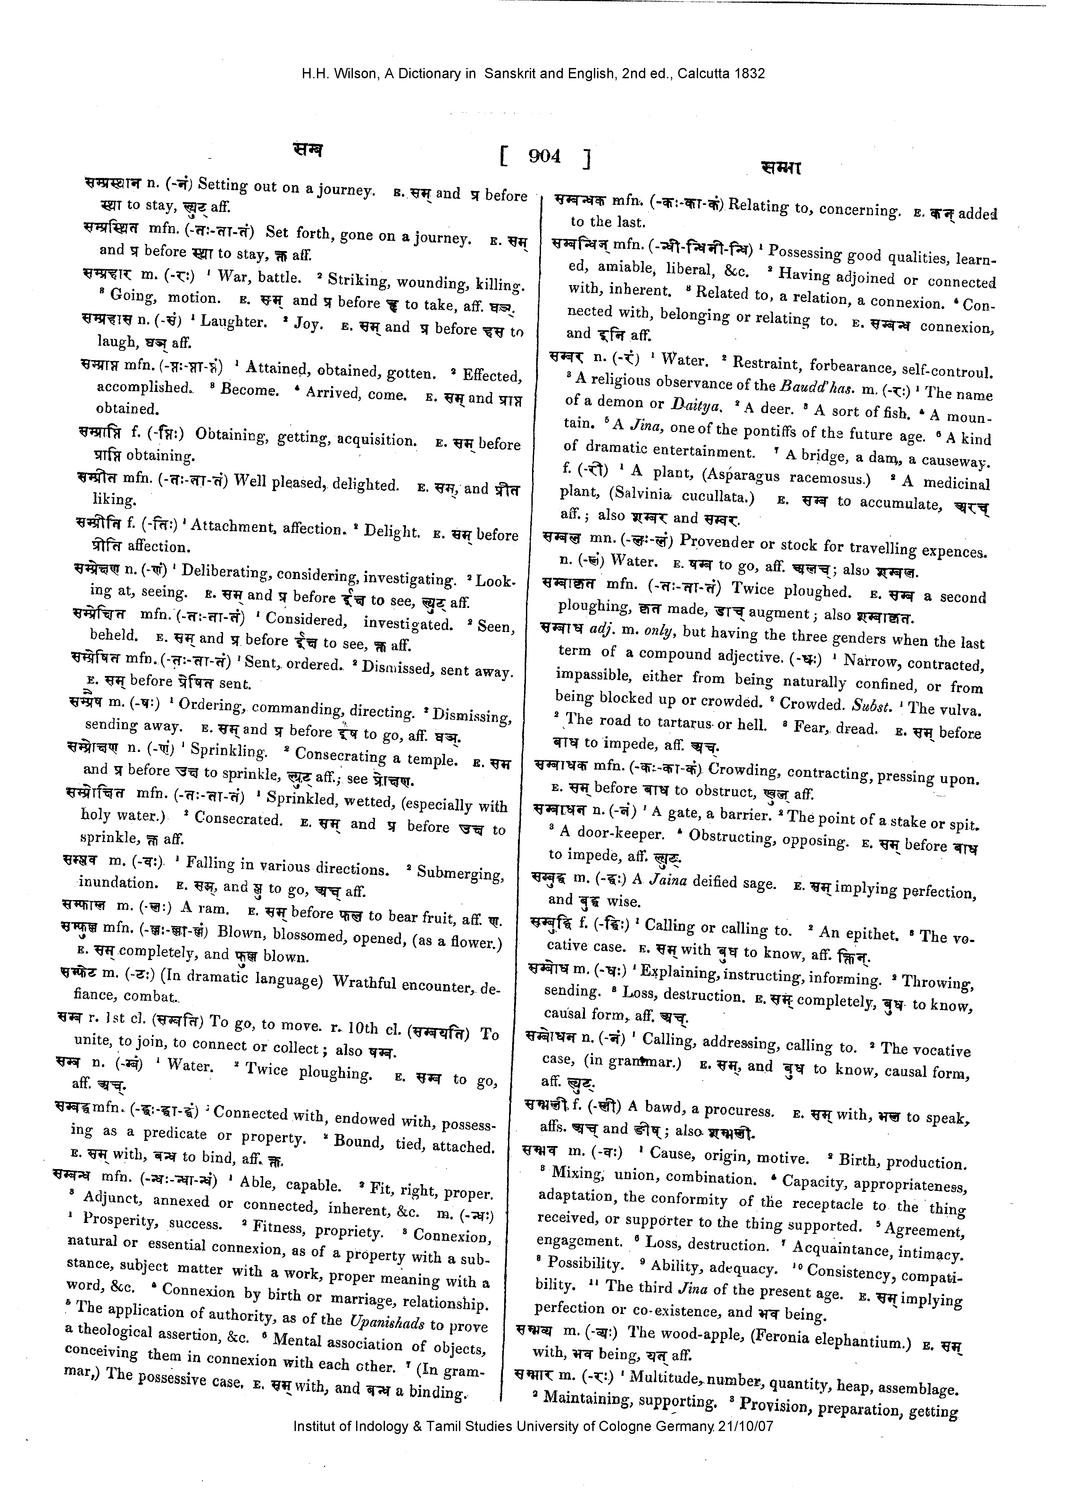 H.H. Wilson, A Dictionary in Sanskrit and English, 2nd ed., Calcutta 1832
सम्ब
[ 904 ]
सम्भा
सम्प्रस्थान n. (-नं) Setting out on a journey. E. सम् and प्र before
स्था to stay, ल्युट् aff.
सम्प्रस्थित mfn. (-तः-ता-तं) Set forth, gone on a journey. E. सम्
and प्र before स्था to stay, क्त aff.
सम्प्रहार m. (-रः) ¹ War, battle. ² Striking, wounding, killing.
³ Going, motion. E. सम् and प्र before हृ to take, aff. घञ्.
सम्प्रहास n. (-सं) ¹ Laughter. ² Joy. E. सम् and प्र before हस to
laugh, घञ् aff.
सम्प्राप्त mfn. (-प्तः-प्ता-प्तं) ¹ Attained, obtained, gotten. ² Effected,
accomplished. ³ Become. ⁴ Arrived, come. E. सम् and प्राप्त
obtained.
सम्प्राप्ति f. (-प्तिः) Obtaining, getting, acquisition. E. सम् before
प्राप्ति obtaining.
सम्प्रीत mfn. (-तः-ता-तं) Well pleased, delighted. E. सम्, and प्रीत
liking.
सम्प्रीति f. (-तिः) ¹ Attachment, affection. ² Delight. E. सम् before
प्रीति affection.
सम्प्रेक्षण n. (-णं) ¹ Deliberating, considering, investigating. ² Look-
ing at, seeing. E. सम् and प्र before ईक्ष to see, ल्युट् aff.
सम्प्रेक्षित mfn. (-तः-ता-तं) ¹ Considered, investigated. ² Seen,
beheld. E. सम् and प्र before ईक्ष to see, क्त aff.
सम्प्रेषित mfn. (-तः-ता-तं) ¹ Sent, ordered. ² Dismissed, sent away.
E. सम् before प्रेषित sent.
सम्प्रैष m. (-षः) ¹ Ordering, commanding, directing. ² Dismissing,
sending away. E. सम् and प्र before ईष to go, aff. घञ्.
सम्प्रोक्षण n. (-णं) ¹ Sprinkling. ² Consecrating a temple. E. सम
and प्र before उक्ष to sprinkle, ल्युट् aff.; see प्रोक्षण.
सम्प्रोक्षित mfn. (-तः-ता-तं) ¹ Sprinkled, wetted, (especially with
holy water.) ² Consecrated. E. सम् and प्र before उक्ष to
sprinkle, क्त aff.
सम्प्लव m. (-वः) ¹ Falling in various directions. ² Submerging,
inundation. E. सम्, and प्लु to go, अच् aff.
सम्फाल m. (-लः) A ram. E. सम् before फल to bear fruit, aff. ण.
सम्फुल्ल mfn. (-ल्लः-ल्ला-ल्लं) Blown, blossomed, opened, (as a flower.)
E. सम् completely, and फुल्ल blown.
सम्फेट m. (-टः) (In dramatic language) Wrathful encounter, de-
fiance, combat.
सम्ब r. 1st cl. (सम्बति) To go, to move. r. 10th cl. (सम्बयति) To
unite, to join, to connect or collect; also षम्ब.
सम्ब n. (-म्बं) ¹ Water. ² Twice ploughing. E. सम्ब to go,
aff. अच्.
सम्बद्ध mfn. (-द्धः-द्धा-द्धं) ¹ Connected with, endowed with, possess-
ing as a predicate or property. ² Bound, tied, attached.
E. सम् with, बन्ध to bind, aff. क्त.
सम्बन्ध mfn. (-न्धः-न्धा-न्धं) ¹ Able, capable. ² Fit, right, proper.
³ Adjunct, annexed or connected, inherent, &c. m. (-न्धः)
¹ Prosperity, success. ² Fitness, propriety. ³ Connexion,
natural or essential connexion, as of a property with a sub-
stance, subject matter with a work, proper meaning with a
word, &c. ⁴ Connexion by birth or marriage, relationship.
⁵ The application of authority, as of the Upanishads to prove
a theological assertion, &c. ⁶ Mental association of objects,
conceiving them in connexion with each other. ⁷ (In gram-
mar,) The possessive case. E. सम् with, and बन्ध a binding.
सम्बन्धक mfn. (-कः-का-कं) Relating to, concerning. E. कन् added
to the last.
सम्बन्धिन् mfn. (-न्धी-न्धिनी-न्धि) ¹ Possessing good qualities, learn-
ed, amiable, liberal, &c. ² Having adjoined or connected
with, inherent. ³ Related to, a relation, a connexion. ⁴ Con-
nected with, belonging or relating to. E. सम्बन्ध connexion,
and इनि aff.
सम्बर n. (-रं) ¹ Water. ² Restraint, forbearance, self-controul.
³ A religious observance of the Baudd'has. m. (-रः) ¹ The name
of a demon or Daitya. ² A deer. ³ A sort of fish. ⁴ A moun-
tain. ⁵ A Jina, one of the pontiffs of the future age. ⁶ A kind
of dramatic entertainment. ⁷ A bridge, a dam, a causeway.
f. (-री) ¹ A plant, (Asparagus racemosus.) ² A medicinal
plant, (Salvinia cucullata.) E. सम्ब to accumulate, अरच्
aff.; also शम्बर and सम्वर.
सम्बल mn. (-लः-लं) Provender or stock for travelling expences.
n. (-लं) Water. E. षम्ब to go, aff. अलच्; also शम्बल.
सम्बाकृत mfn. (-तः-ता-तं) Twice ploughed. E. सम्ब a second
ploughing, कृत made, डाच् augment; also शम्बाकृत.
सम्बाध adj. m. only, but having the three genders when the last
term of a compound adjective. (-धः) ¹ Narrow, contracted,
impassible, either from being naturally confined, or from
being blocked up or crowded. ² Crowded. Subst. ¹ The vulva.
² The road to tartarus or hell. ³ Fear, dread. E. सम् before
बाध to impede, aff. अच्.
सम्बाधक mfn. (-कः-का-कं) Crowding, contracting, pressing upon.
E. सम् before बाध to obstruct, ण्वुल् aff.
सम्बाधन n. (-नं) ¹ A gate, a barrier. ² The point of a stake or spit.
³ A door-keeper. ⁴ Obstructing, opposing. E. सम् before बाध
to impede, aff. ल्युट्.
सम्बुद्ध m. (-द्धः) A Jaina deified sage. E. सम् implying perfection,
and बुद्ध wise.
सम्बुद्धि f. (-द्धिः) ¹ Calling or calling to. ² An epithet. ³ The vo-
cative case. E. सम् with बुध to know, aff. क्तिन्.
सम्बोध m. (-धः) ¹ Explaining, instructing, informing. ² Throwing,
sending. ³ Loss, destruction. E. सम् completely, बुध to know,
causal form, aff. अच्.
सम्बोधन n. (-नं) ¹ Calling, addressing, calling to. ² The vocative
case, (in grammar.) E. सम्, and बुध to know, causal form,
aff. ल्युट्.
सम्भली f. (-ली) A bawd, a procuress. E. सम् with, भल to speak,
affs. अच् and ङीष्; also शम्भली.
सम्भव m. (-वः) ¹ Cause, origin, motive. ² Birth, production.
³ Mixing, union, combination. ⁴ Capacity, appropriateness,
adaptation, the conformity of the receptacle to the thing
received, or supporter to the thing supported. ⁵ Agreement,
engagement. ⁶ Loss, destruction. ⁷ Acquaintance, intimacy.
⁸ Possibility. ⁹ Ability, adequacy. ¹⁰ Consistency, compati-
bility. ¹¹ The third Jina of the present age. E. सम् implying
perfection or co-existence, and भव being.
सम्भव्य m. (-व्यः) The wood-apple, (Feronia elephantium.) E. सम्
with, भव being, यत् aff.
सम्भार m. (-रः) ¹ Multitude, number, quantity, heap, assemblage.
² Maintaining, supporting. ³ Provision, preparation, getting
Institut of Indology & Tamil Studies University of Cologne Germany 21/10/07